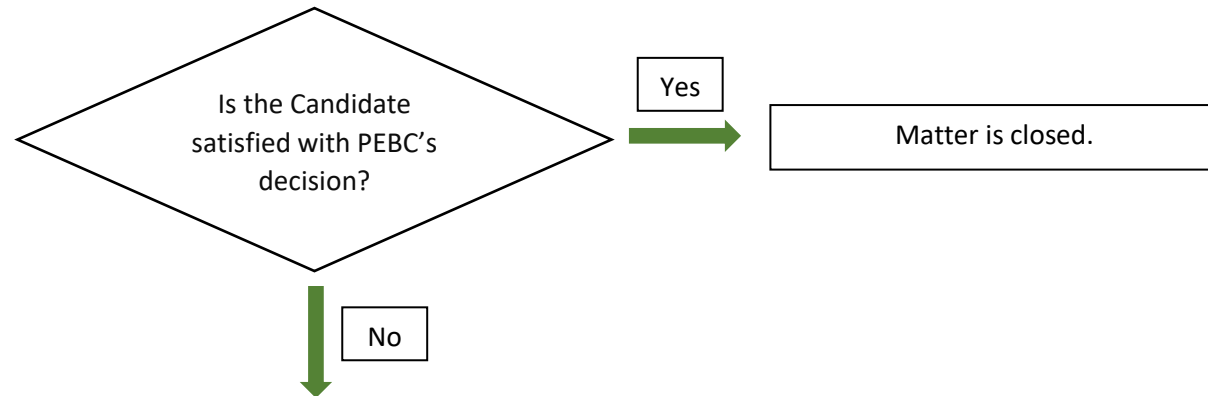 Is the Candidate
satisfied with PEBC’s
decision?
Yes
Matter is closed.
No